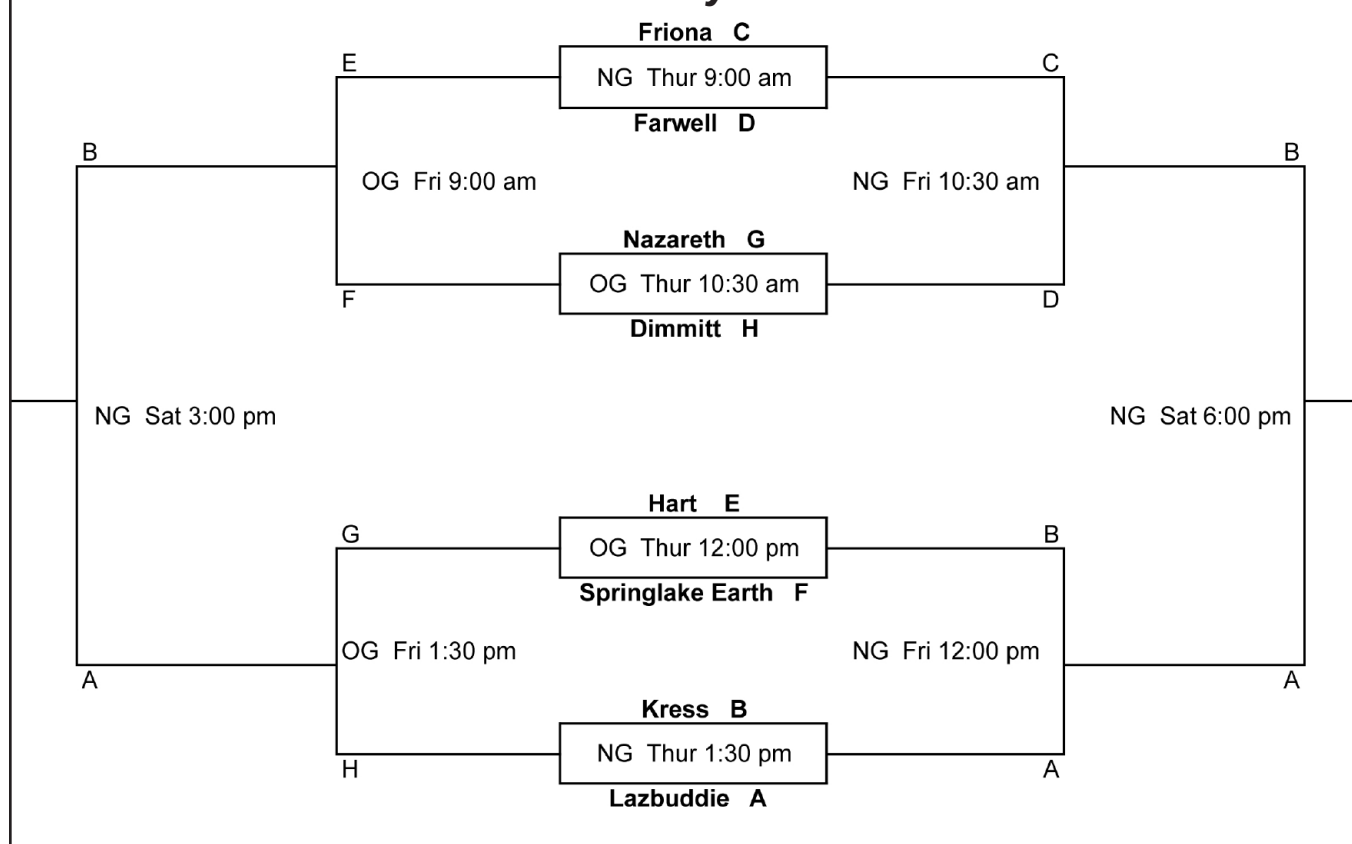 Friona C
E
NG Thur 9:00 am
C
Farwell D
B
OG Fri 9:00 am
NG Fri 10:30 am
B
Nazareth G
F
OG Thur 10:30 am
D
Dimmitt H
NG Sat 3:00 pm
NG Sat 6:00 pm
Hart E
G
OG Thur 12:00 pm
B
Springlake Earth F
OG Fri 1:30 pm
NG Fri 12:00 pm
A
A
Kress B
H
NG Thur 1:30 pm
A
Lazbuddie A